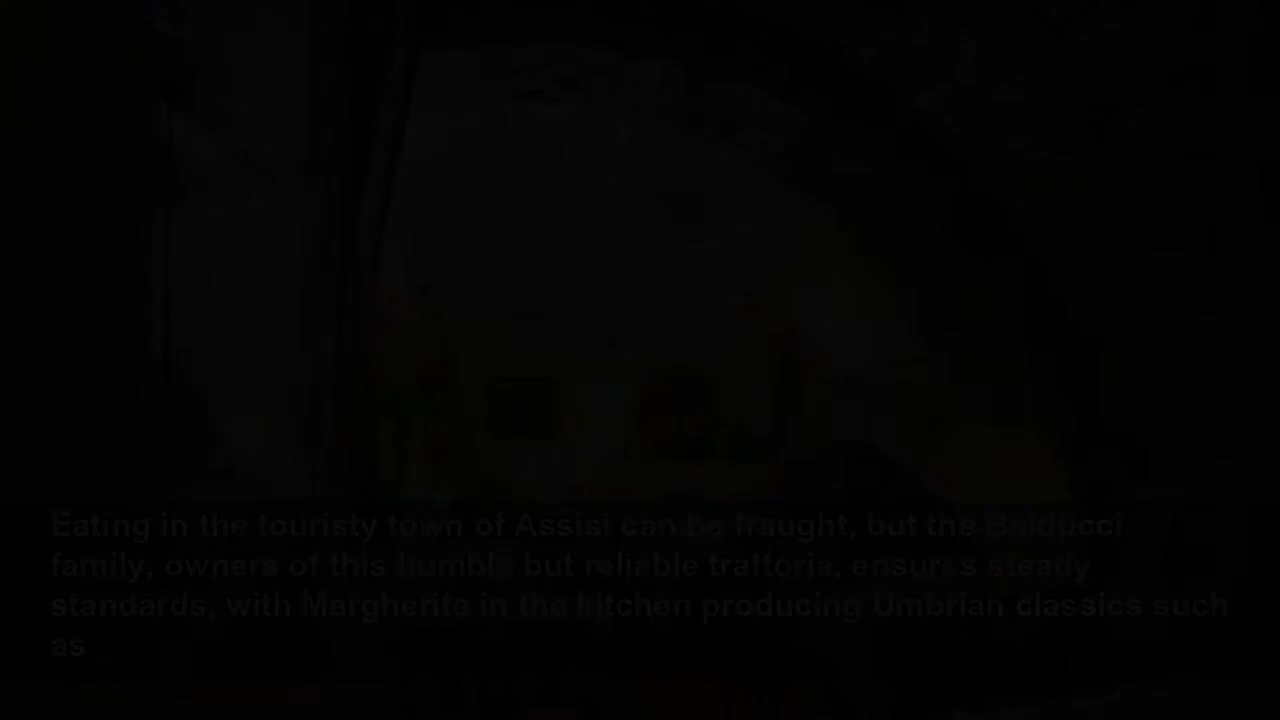 Eating in the touristy town of Assisi can be fraught, but the Balducci
family, owners of this humble but reliable trattoria, ensures steady
standards, with Margherita in the kitchen producing Umbrian classics such
as